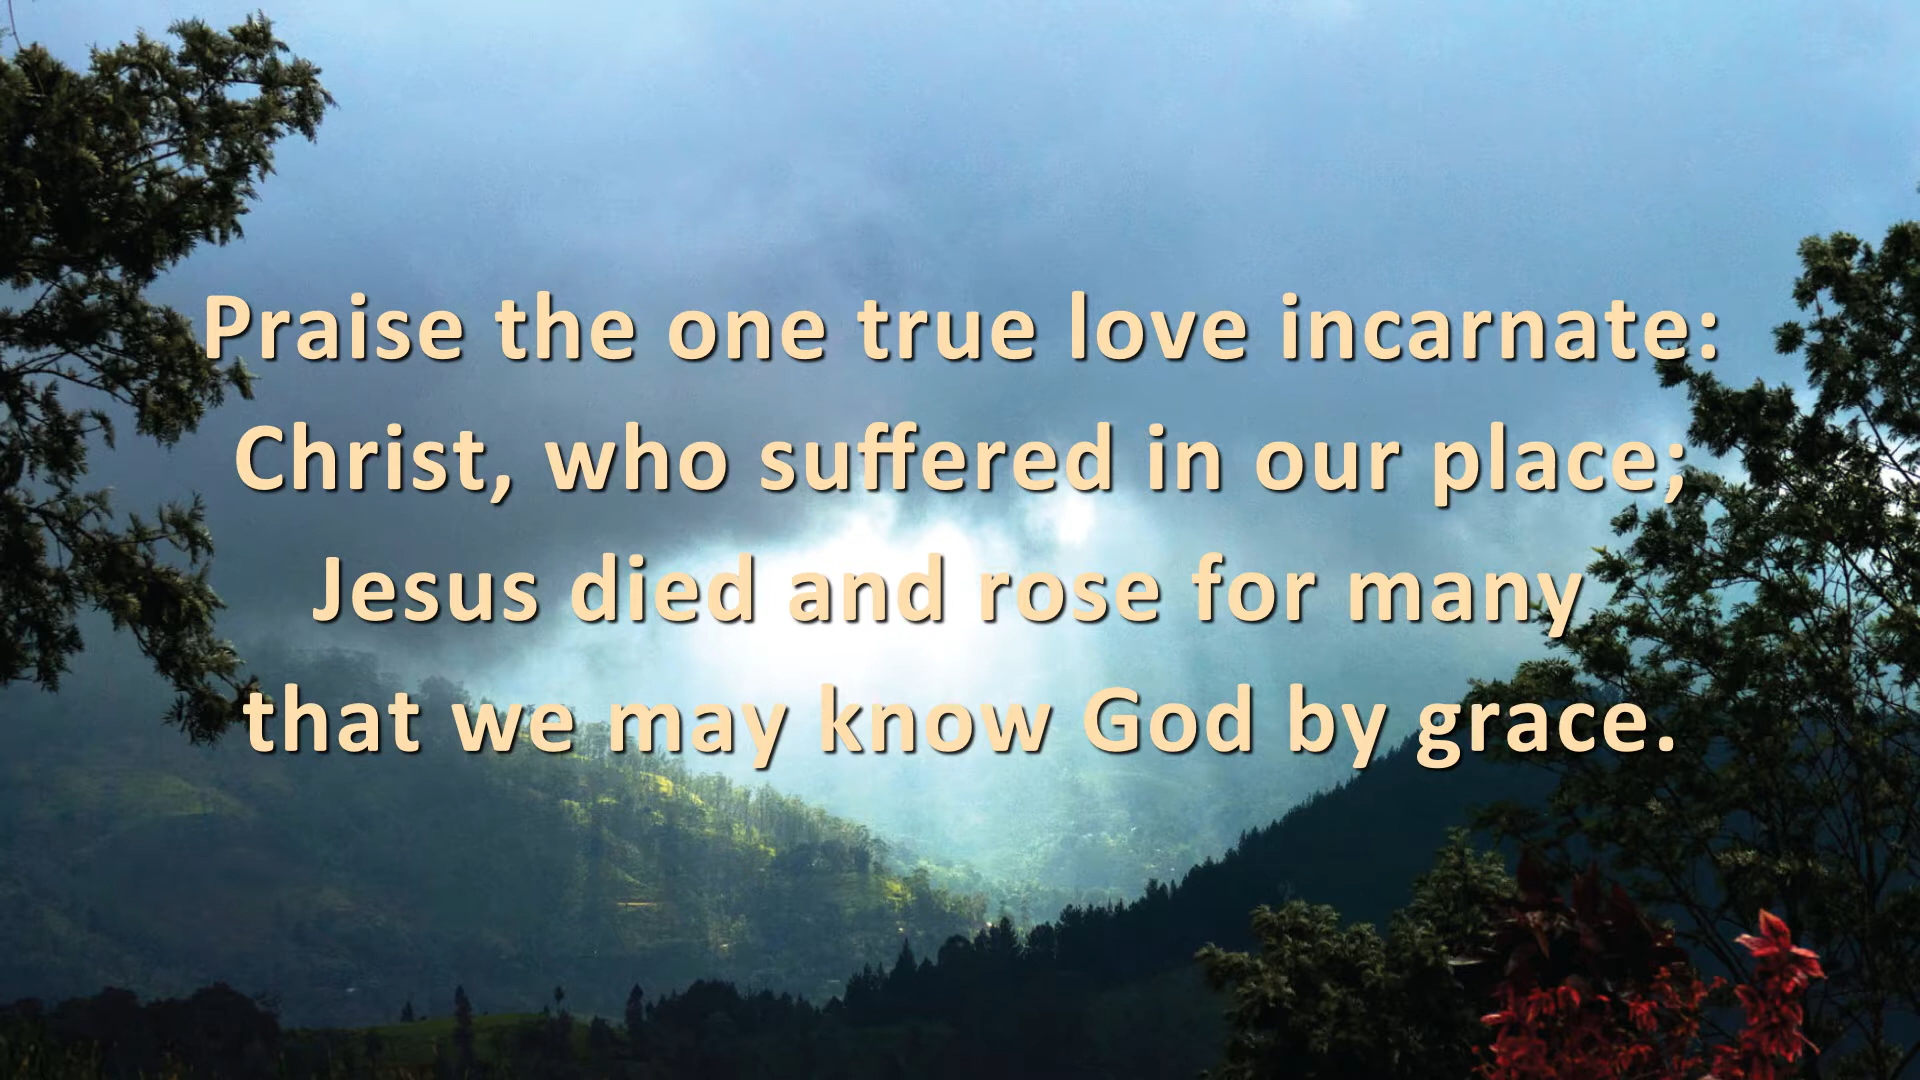 Praise the one true love incarnate:
Christ, who suffered in our place;
Jesus died and rose for many
that we may know God by grace.